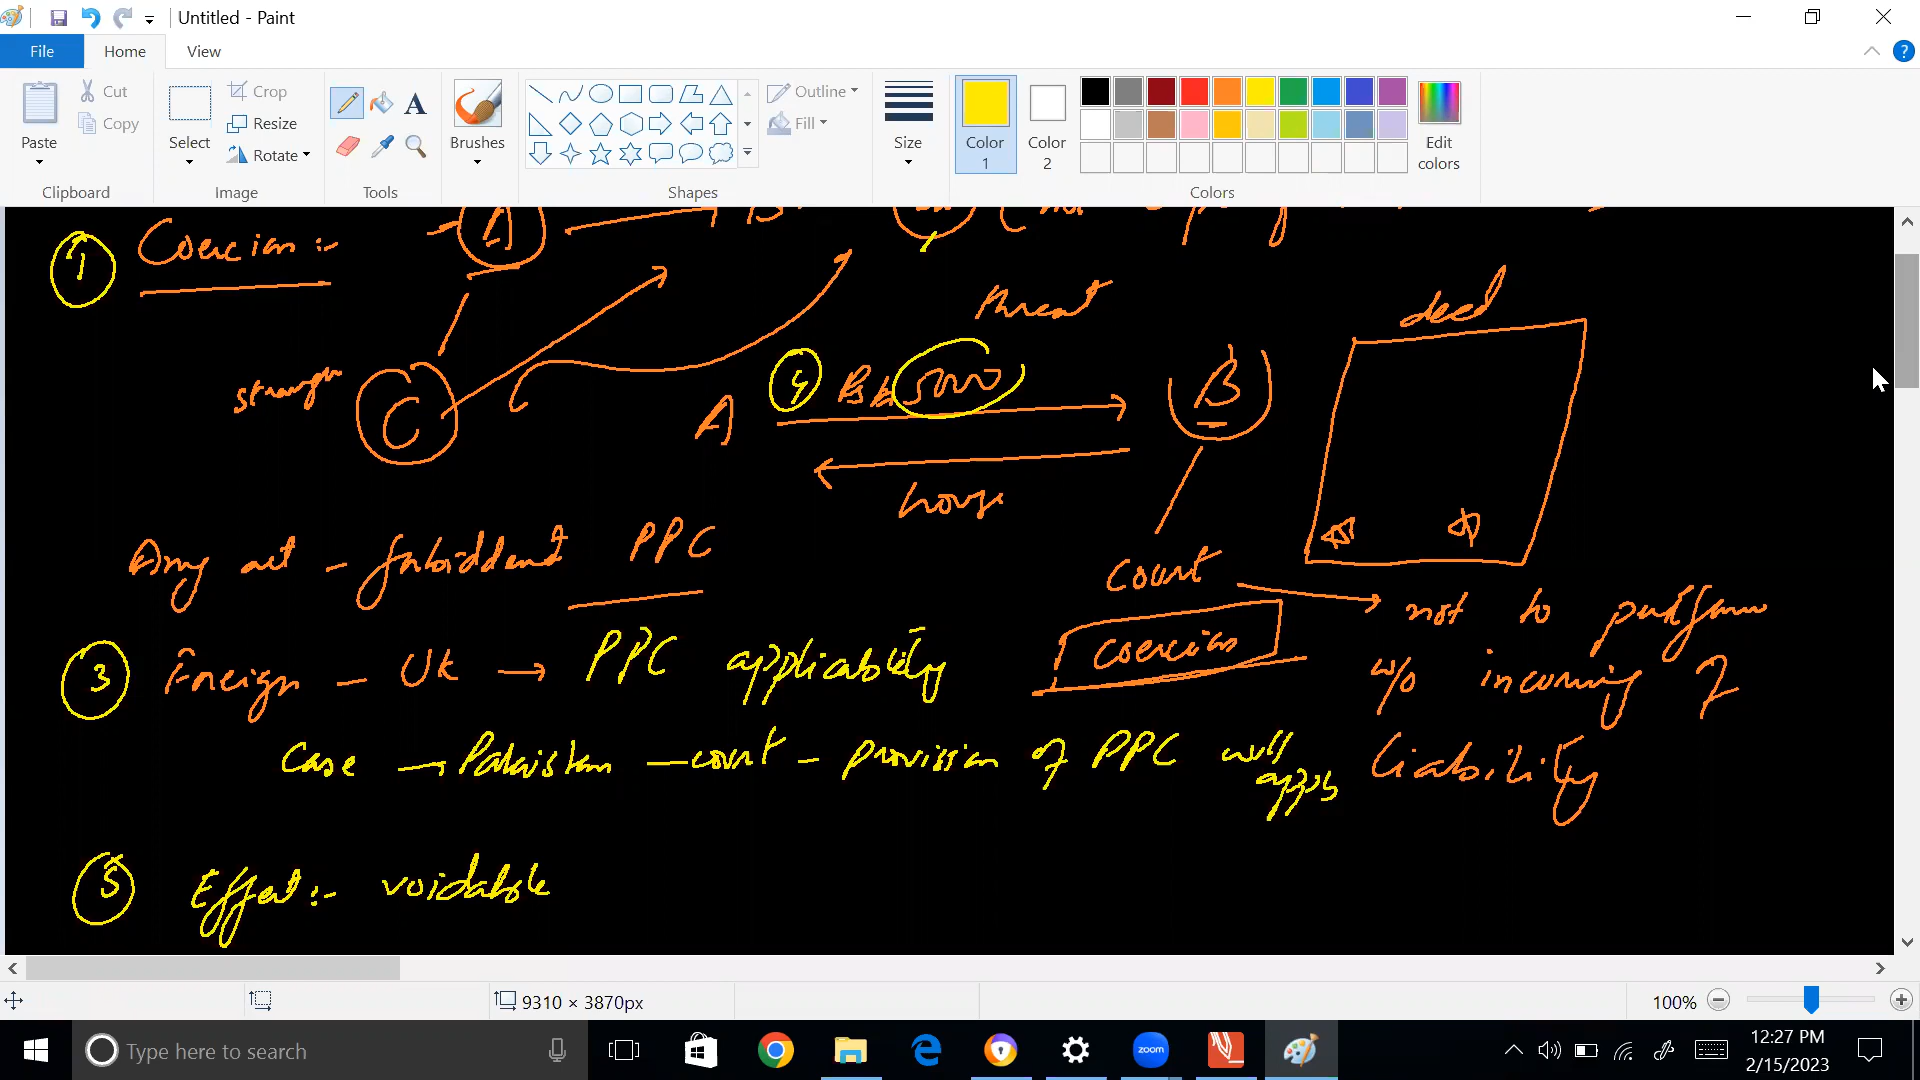 Untitled - Paint
File Home View
Paste Cut Copy Clipboard
Select Crop Resize Rotate Image
Tools
Brushes
Outline Fill Shapes
Size
Color 1 Color 2
Edit colors Colors
1 Coercion :- A
threat deed
stranger C A 4 Rs 5000 B
house
Any act - forbidden PPC
court
not to perform
3 Foreign - UK → PPC applicability coercion w/o incurring
Case → Pakistan - court - provision of PPC will apply liability
5 Effect :- voidable
9310 × 3870px 100%
Type here to search zoom 12:27 PM
2/15/2023